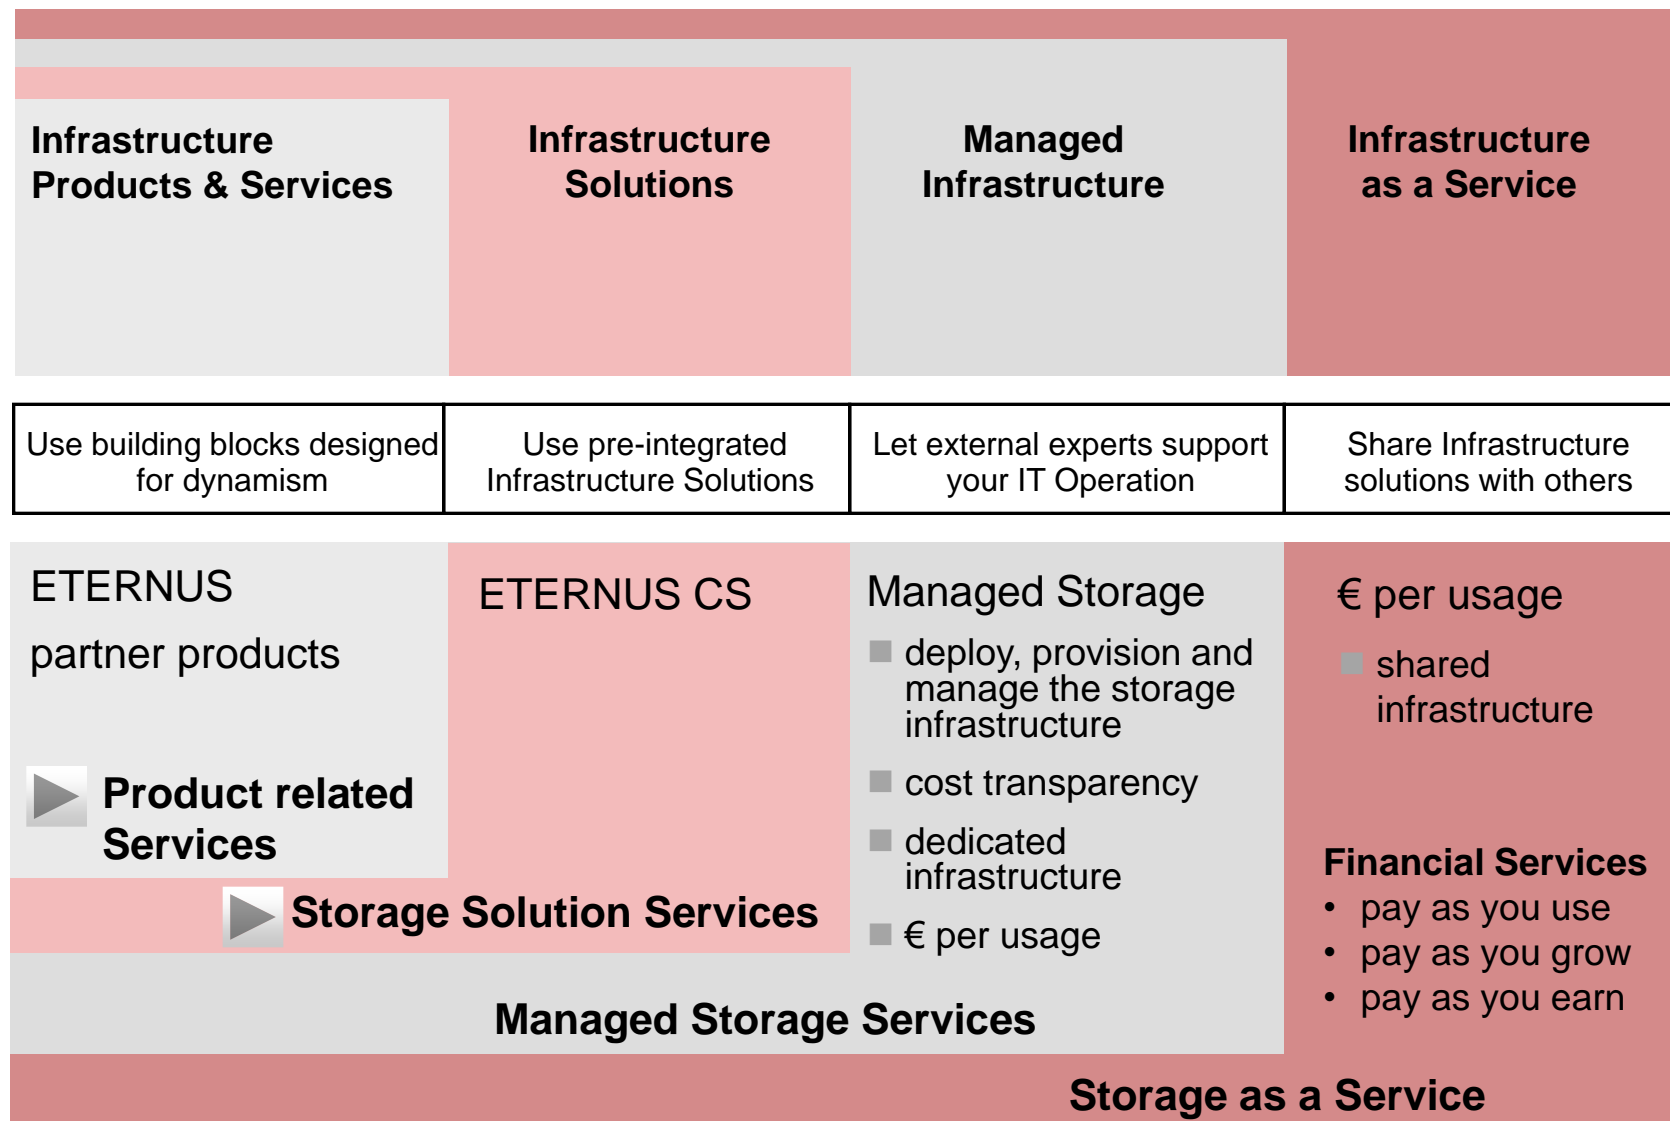 Infrastructure
Products & Services
Infrastructure
Solutions
Managed
Infrastructure
Infrastructure
as a Service
Use building blocks designed
for dynamism
Use pre-integrated
Infrastructure Solutions
Let external experts support
your IT Operation
Share Infrastructure
solutions with others
ETERNUS
partner products
Product related
Services
ETERNUS CS
Storage Solution Services
Managed Storage
deploy, provision and
manage the storage
infrastructure
cost transparency
dedicated
infrastructure
€ per usage
Managed Storage Services
€ per usage
shared
infrastructure
Financial Services
• pay as you use
• pay as you grow
• pay as you earn
Storage as a Service